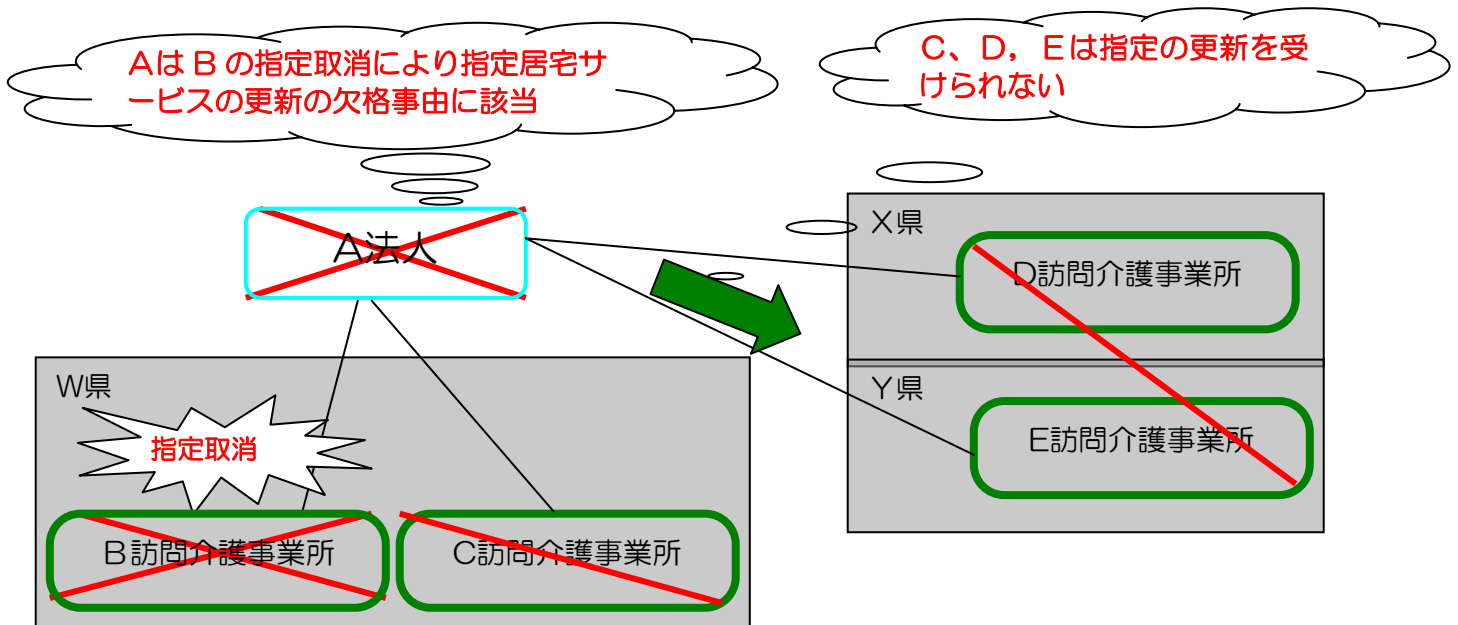 AはBの指定取消により指定居宅サ
ービスの更新の欠格事由に該当
C、D，Eは指定の更新を受
けられない
A法人
X県
D訪問介護事業所
Y県
E訪問介護事業所
W県
指定取消
B訪問介護事業所
C訪問介護事業所